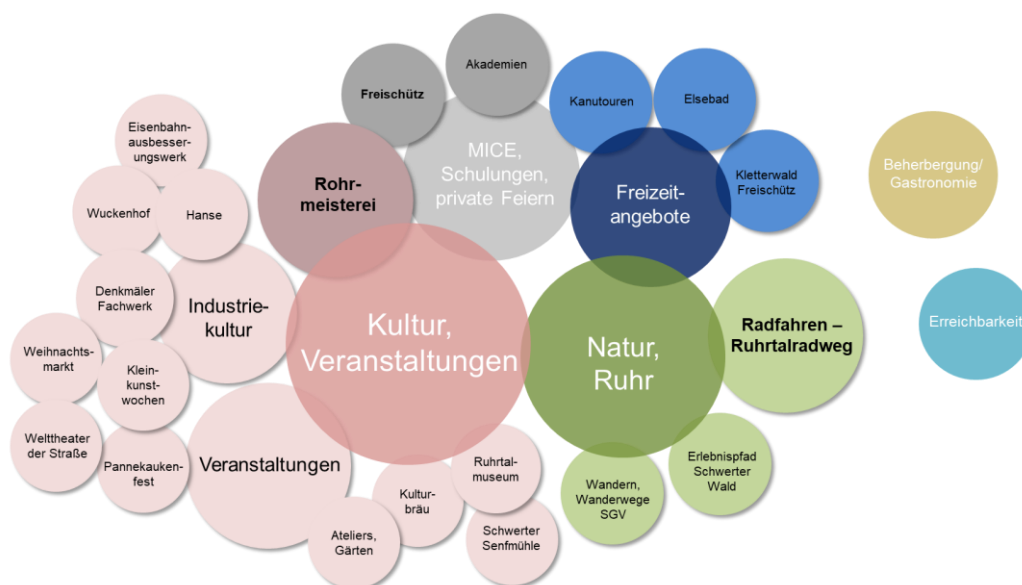 Akademien
Freischütz
Kanutouren
Elsebad
Eisenbahn-
ausbesser-
ungswerk
MICE,
Schulungen,
private Feiern
Rohr-
meisterei
Kletterwald
Freischütz
Beherbergung/
Gastronomie
Freizeit-
angebote
Wuckenhof
Hanse
Denkmäler
Fachwerk
Industrie-
kultur
Kultur,
Veranstaltungen
Natur,
Ruhr
Radfahren –
Ruhrtalradweg
Erreichbarkeit
Weihnachts-
markt
Klein-
kunst-
wochen
Welttheater
der Straße
Pannekauken-
fest
Veranstaltungen
Ruhrtal-
museum
Kultur-
bräu
Ateliers,
Gärten
Schwerter
Senfmühle
Wandern,
Wanderwege
SGV
Erlebnispfad
Schwerter
Wald